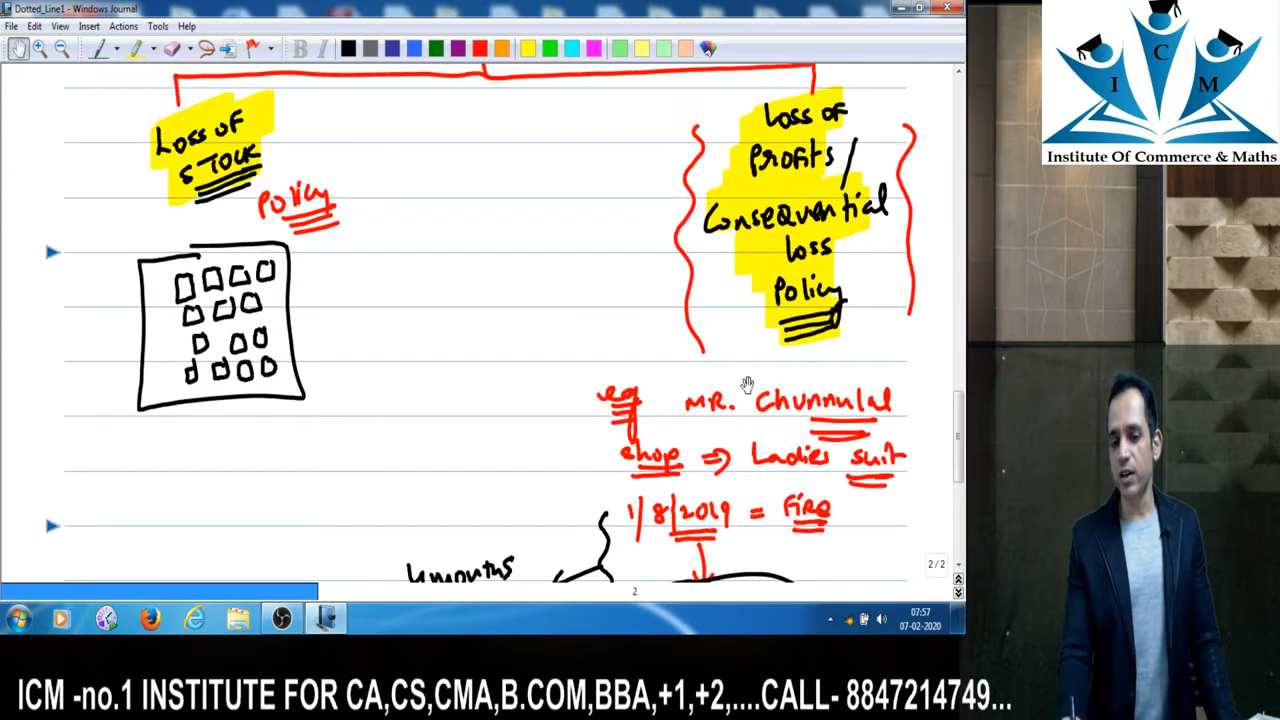 Dotted_Line1 - Windows Journal
File Edit View Insert Actions Tools
B I
Loss of
STOCK
Policy
Loss of
Profits /
Consequential
loss
Policy
eg MR. Chunnulal
shop ⇒ Ladies suit
1/8/2019 = Fire
4 months
2/2
2
07:57
07-02-2020
I C M
Institute Of Commerce & Maths
ICM -no.1 INSTITUTE FOR CA,CS,CMA,B.COM,BBA,+1,+2,....CALL- 8847214749...